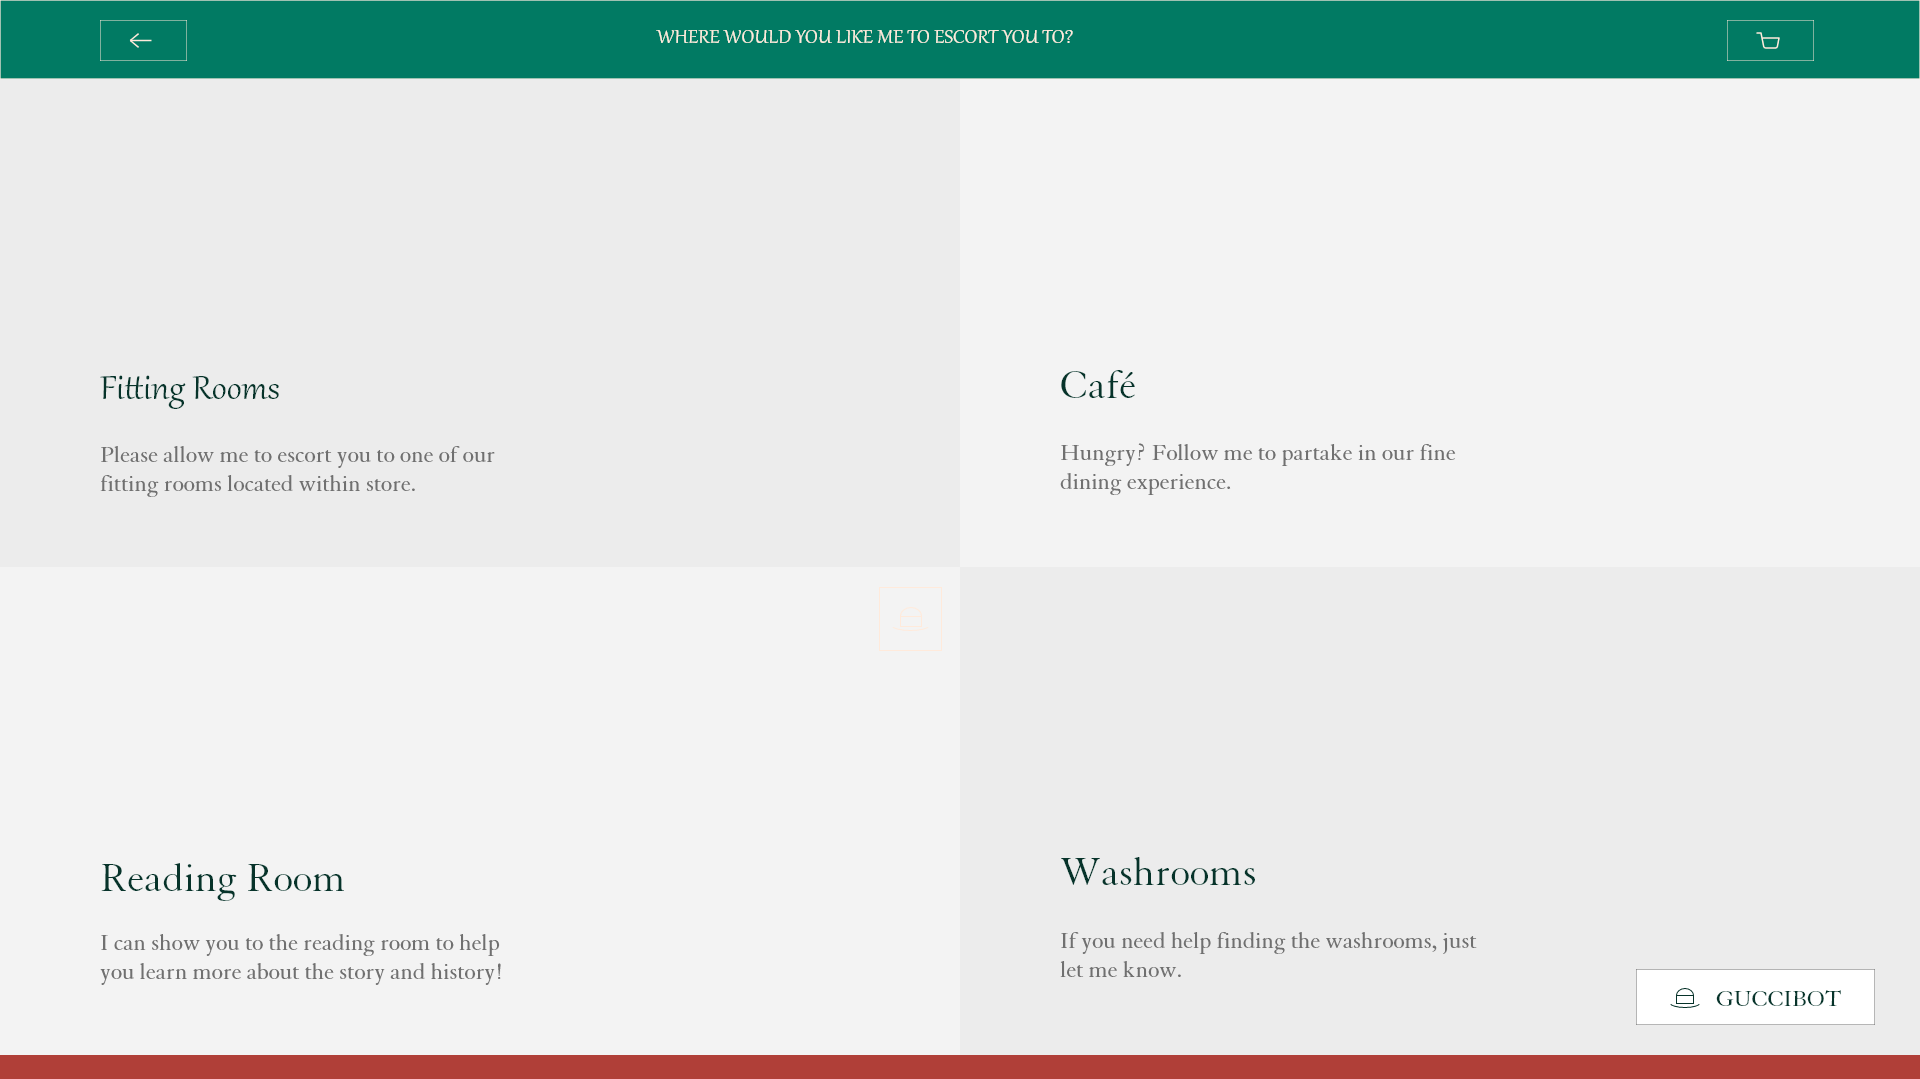 WHERE WOULD YOU LIKE ME TO ESCORT YOU TO?
Fitting Rooms
Please allow me to escort you to one of our
fitting rooms located within store.
Café
Hungry? Follow me to partake in our fine
dining experience.
Reading Room
I can show you to the reading room to help
you learn more about the story and history!
Washrooms
If you need help finding the washrooms, just
let me know.
GUCCIBOT